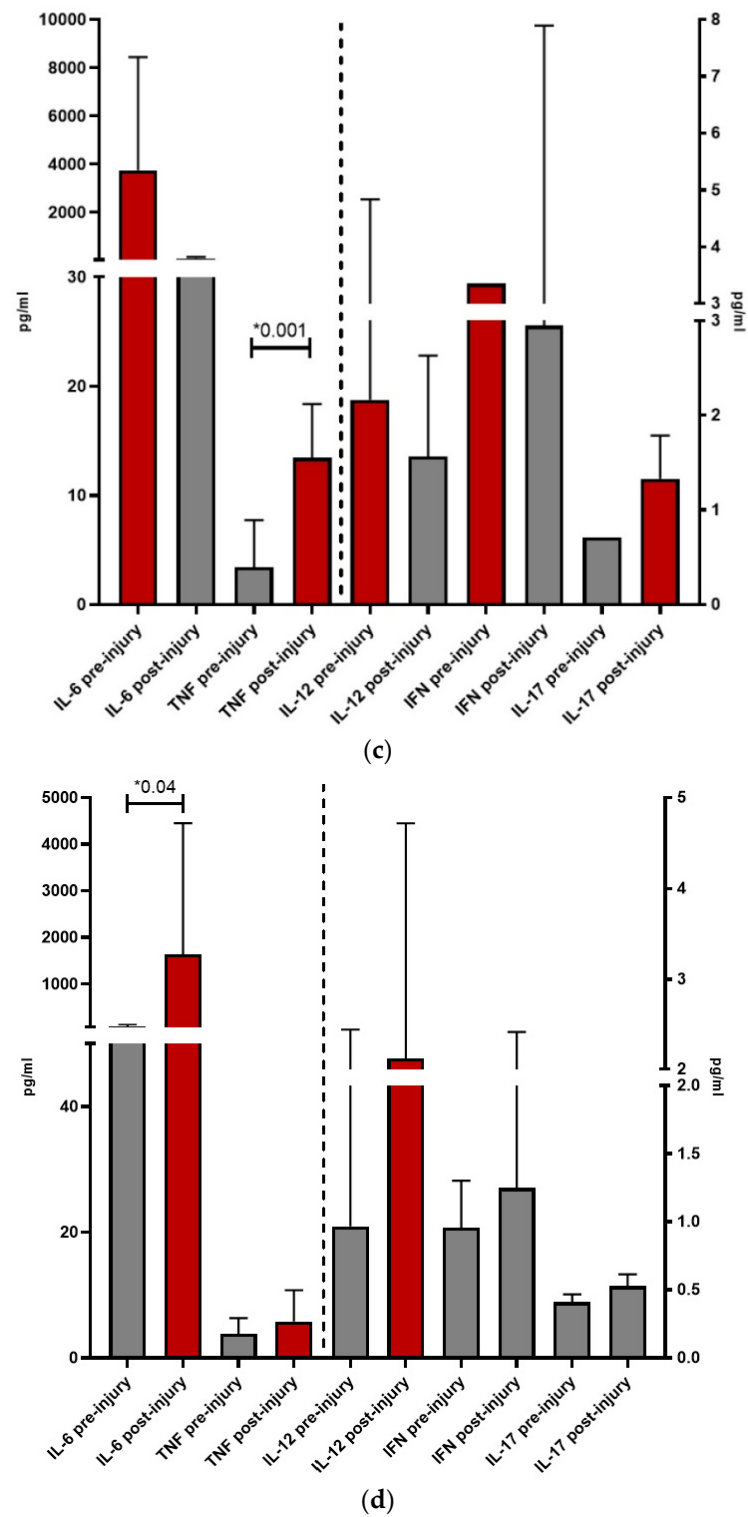 10000
8000
6000
4000
2000
30
20
10
0
pg/ml
*0.001
8
7
6
5
4
3
3
2
1
0
pg/ml
IL-6 pre-injury
IL-6 post-injury
TNF pre-injury
TNF post-injury
IL-12 pre-injury
IL-12 post-injury
IFN pre-injury
IFN post-injury
IL-17 pre-injury
IL-17 post-injury
(c)
5000
4000
3000
2000
1000
40
20
0
pg/ml
*0.04
5
4
3
2
2.0
1.5
1.0
0.5
0.0
pg/ml
IL-6 pre-injury
IL-6 post-injury
TNF pre-injury
TNF post-injury
IL-12 pre-injury
IL-12 post-injury
IFN pre-injury
IFN post-injury
IL-17 pre-injury
IL-17 post-injury
(d)